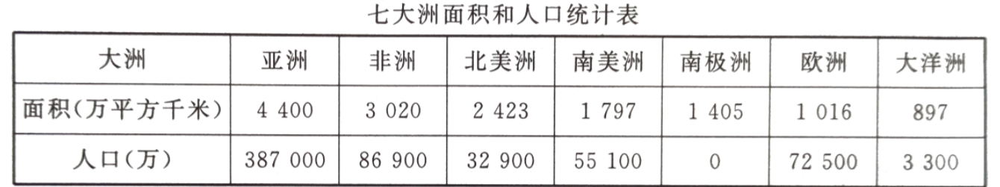 七大洲面积和人口统计表
大洲 亚洲 非洲 北美洲 南美洲 南极洲 欧洲 大洋洲
面积(万平方千米) 4 400 3 020 2 423 1 797 1 405 1 016 897
人口(万) 387 000 86 900 32 900 55 100 0 72 500 3 300